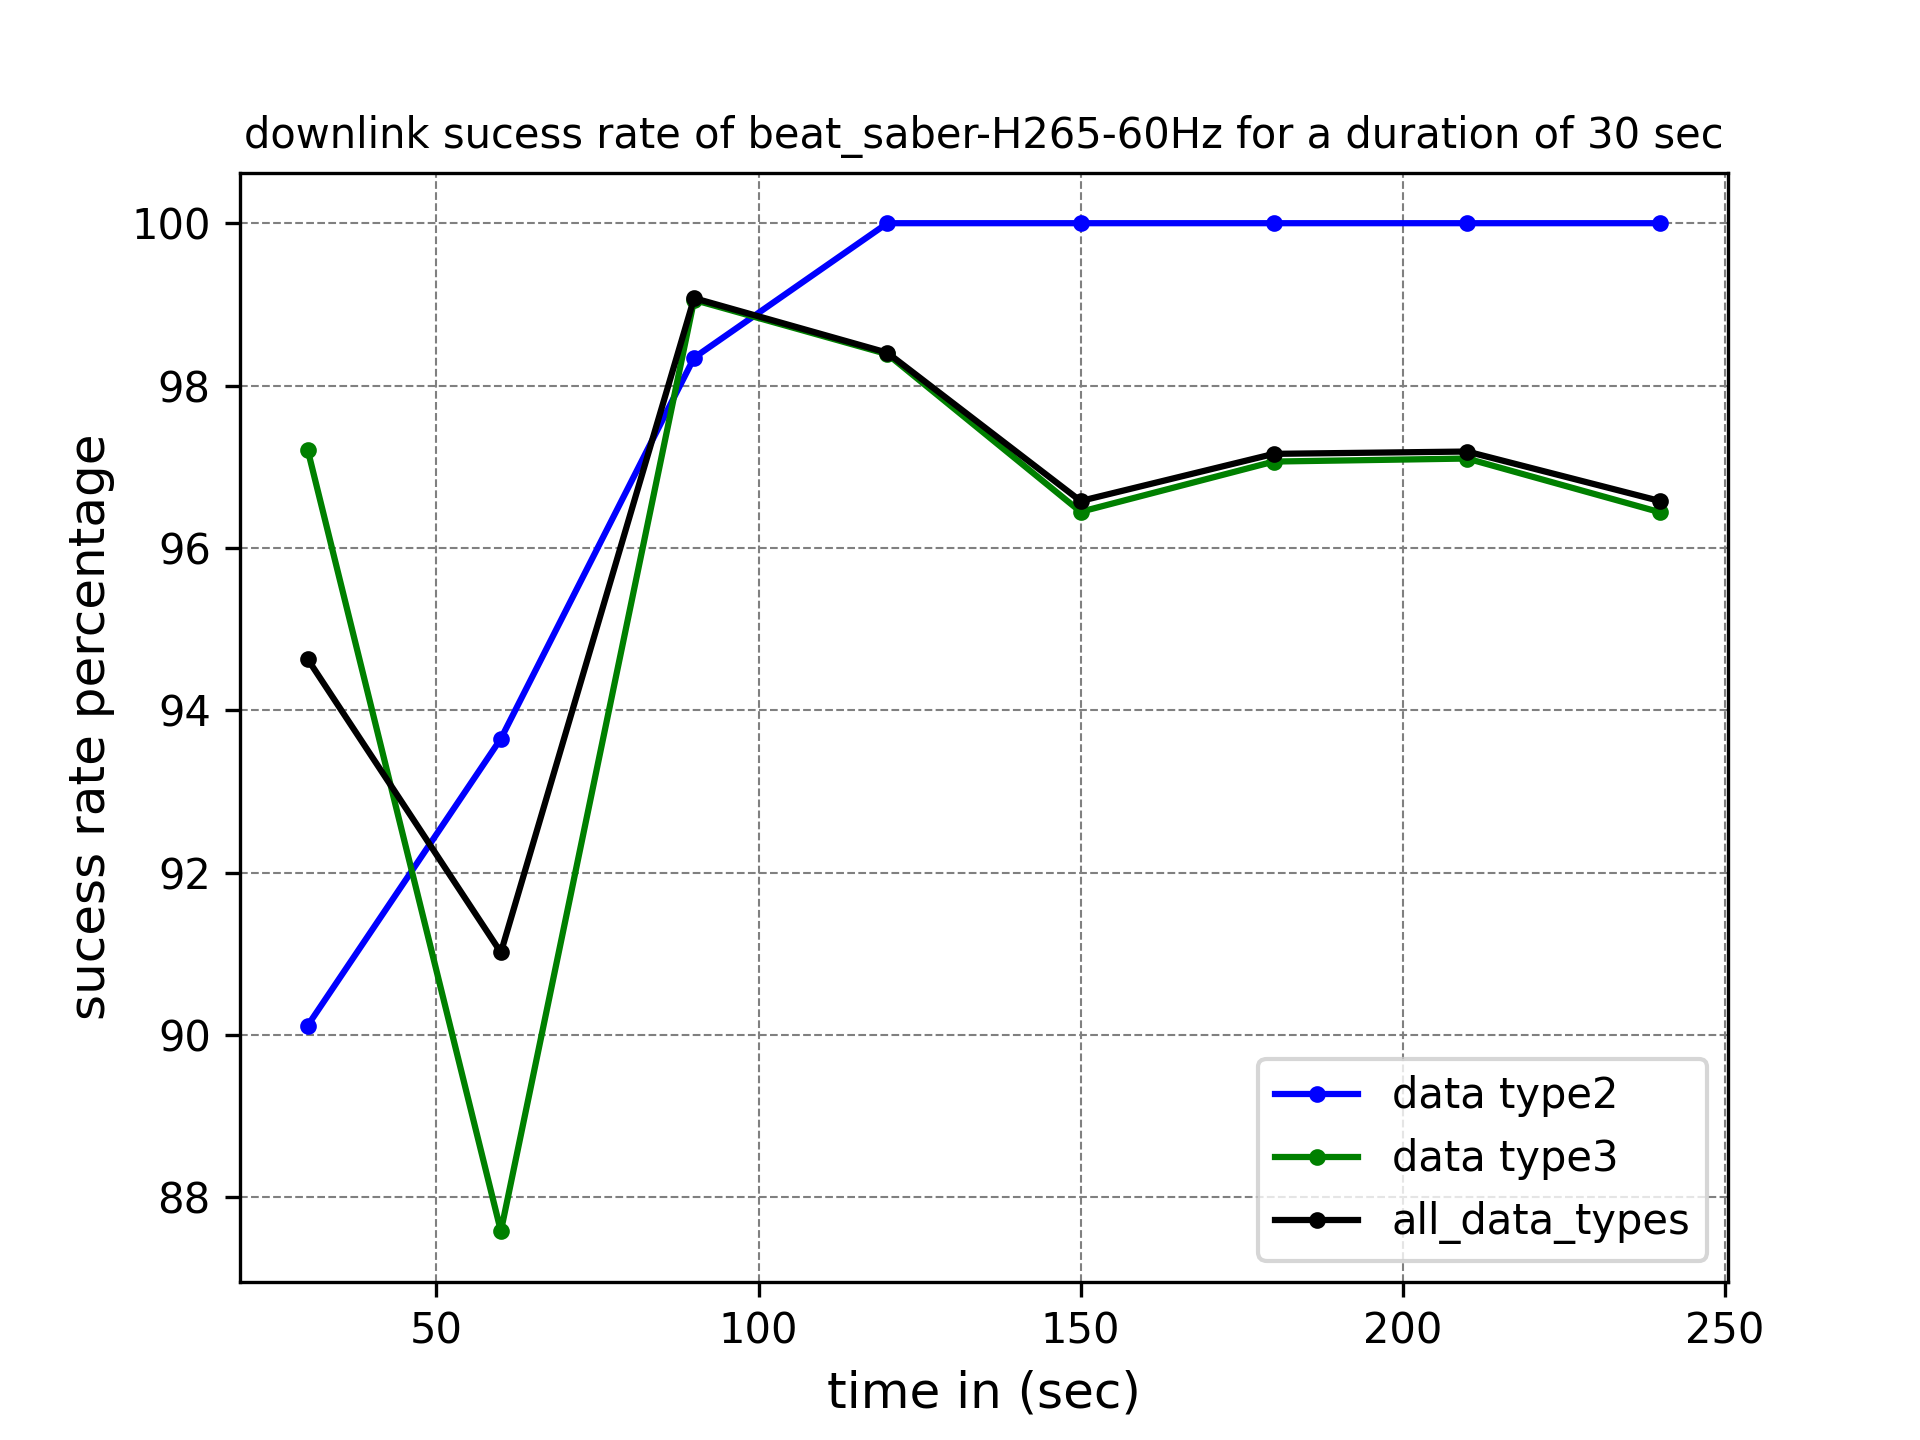 downlink sucess rate of beat_saber-H265-60Hz for a duration of 30 sec
sucess rate percentage
100
98
96
94
92
90
88
data type2
data type3
all_data_types
50 100 150 200 250
time in (sec)